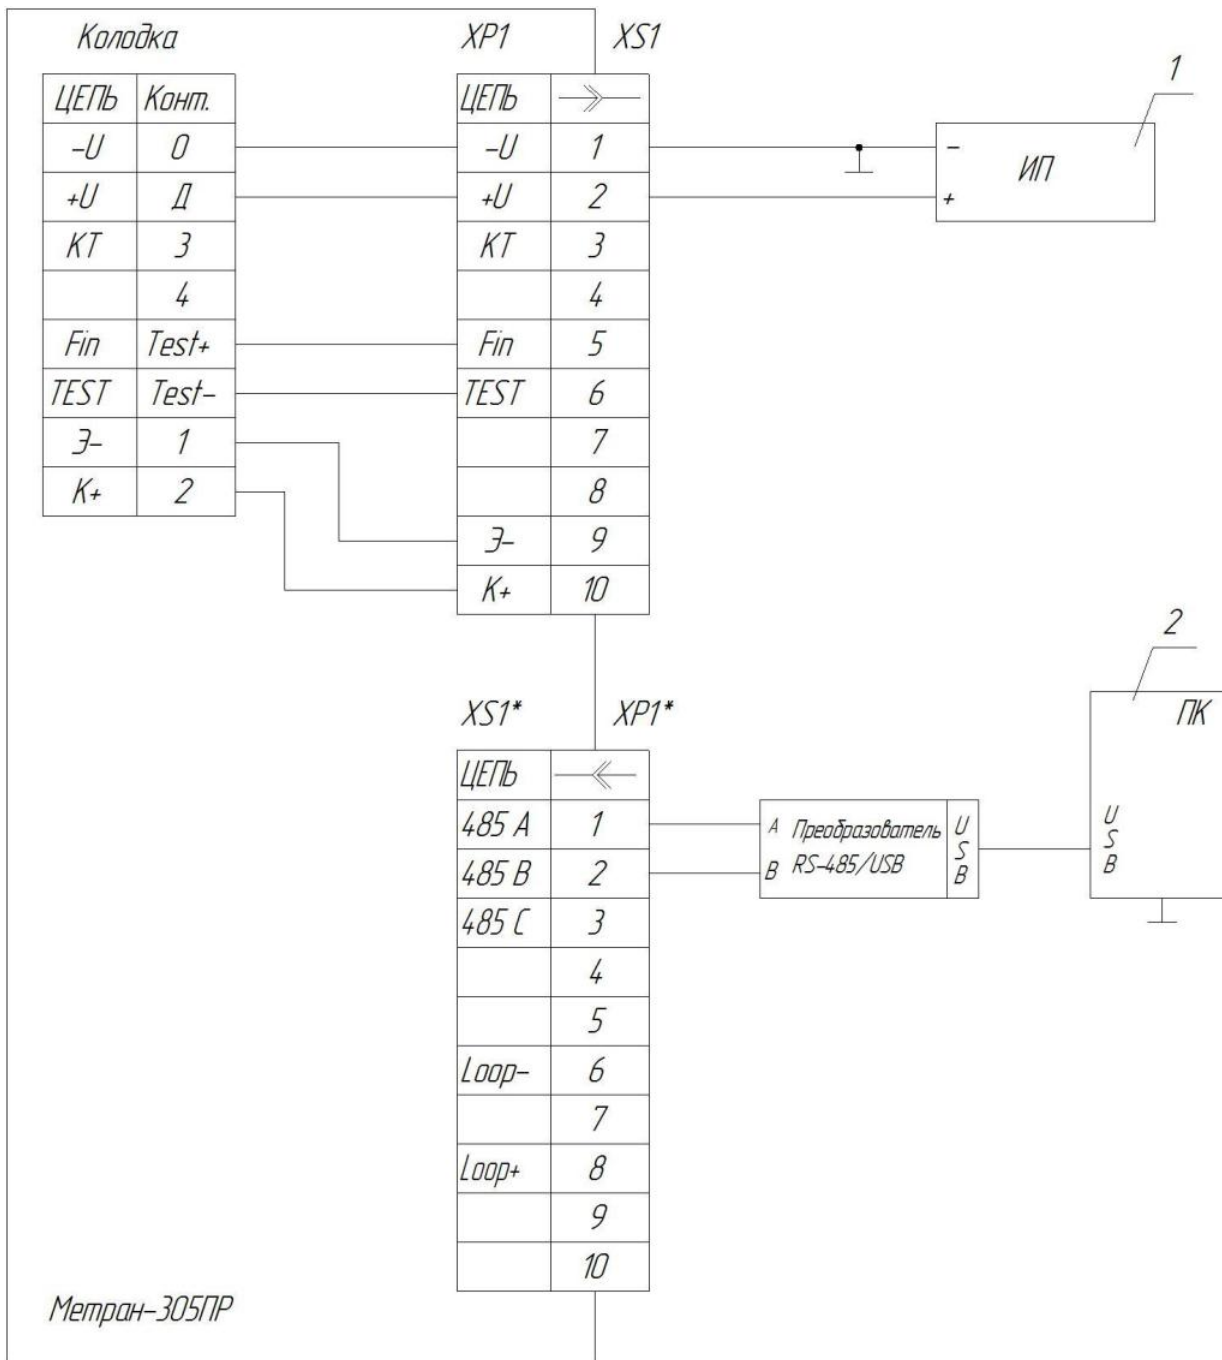 Колодка
XP1
XS1
ЦЕПЬ Конт.
-U 0
+U Д
КТ 3
4
Fin Test+
TEST Test-
Э- 1
К+ 2
ЦЕПЬ
-U 1
+U 2
КТ 3
4
Fin 5
TEST 6
7
8
Э- 9
К+ 10
1
-
ИП
+
XS1*
XP1*
ЦЕПЬ
485 A 1
485 B 2
485 C 3
4
5
Loop- 6
7
Loop+ 8
9
10
A Преобразователь
B RS-485/USB
USB
2
ПК
USB
Метран-305ПР